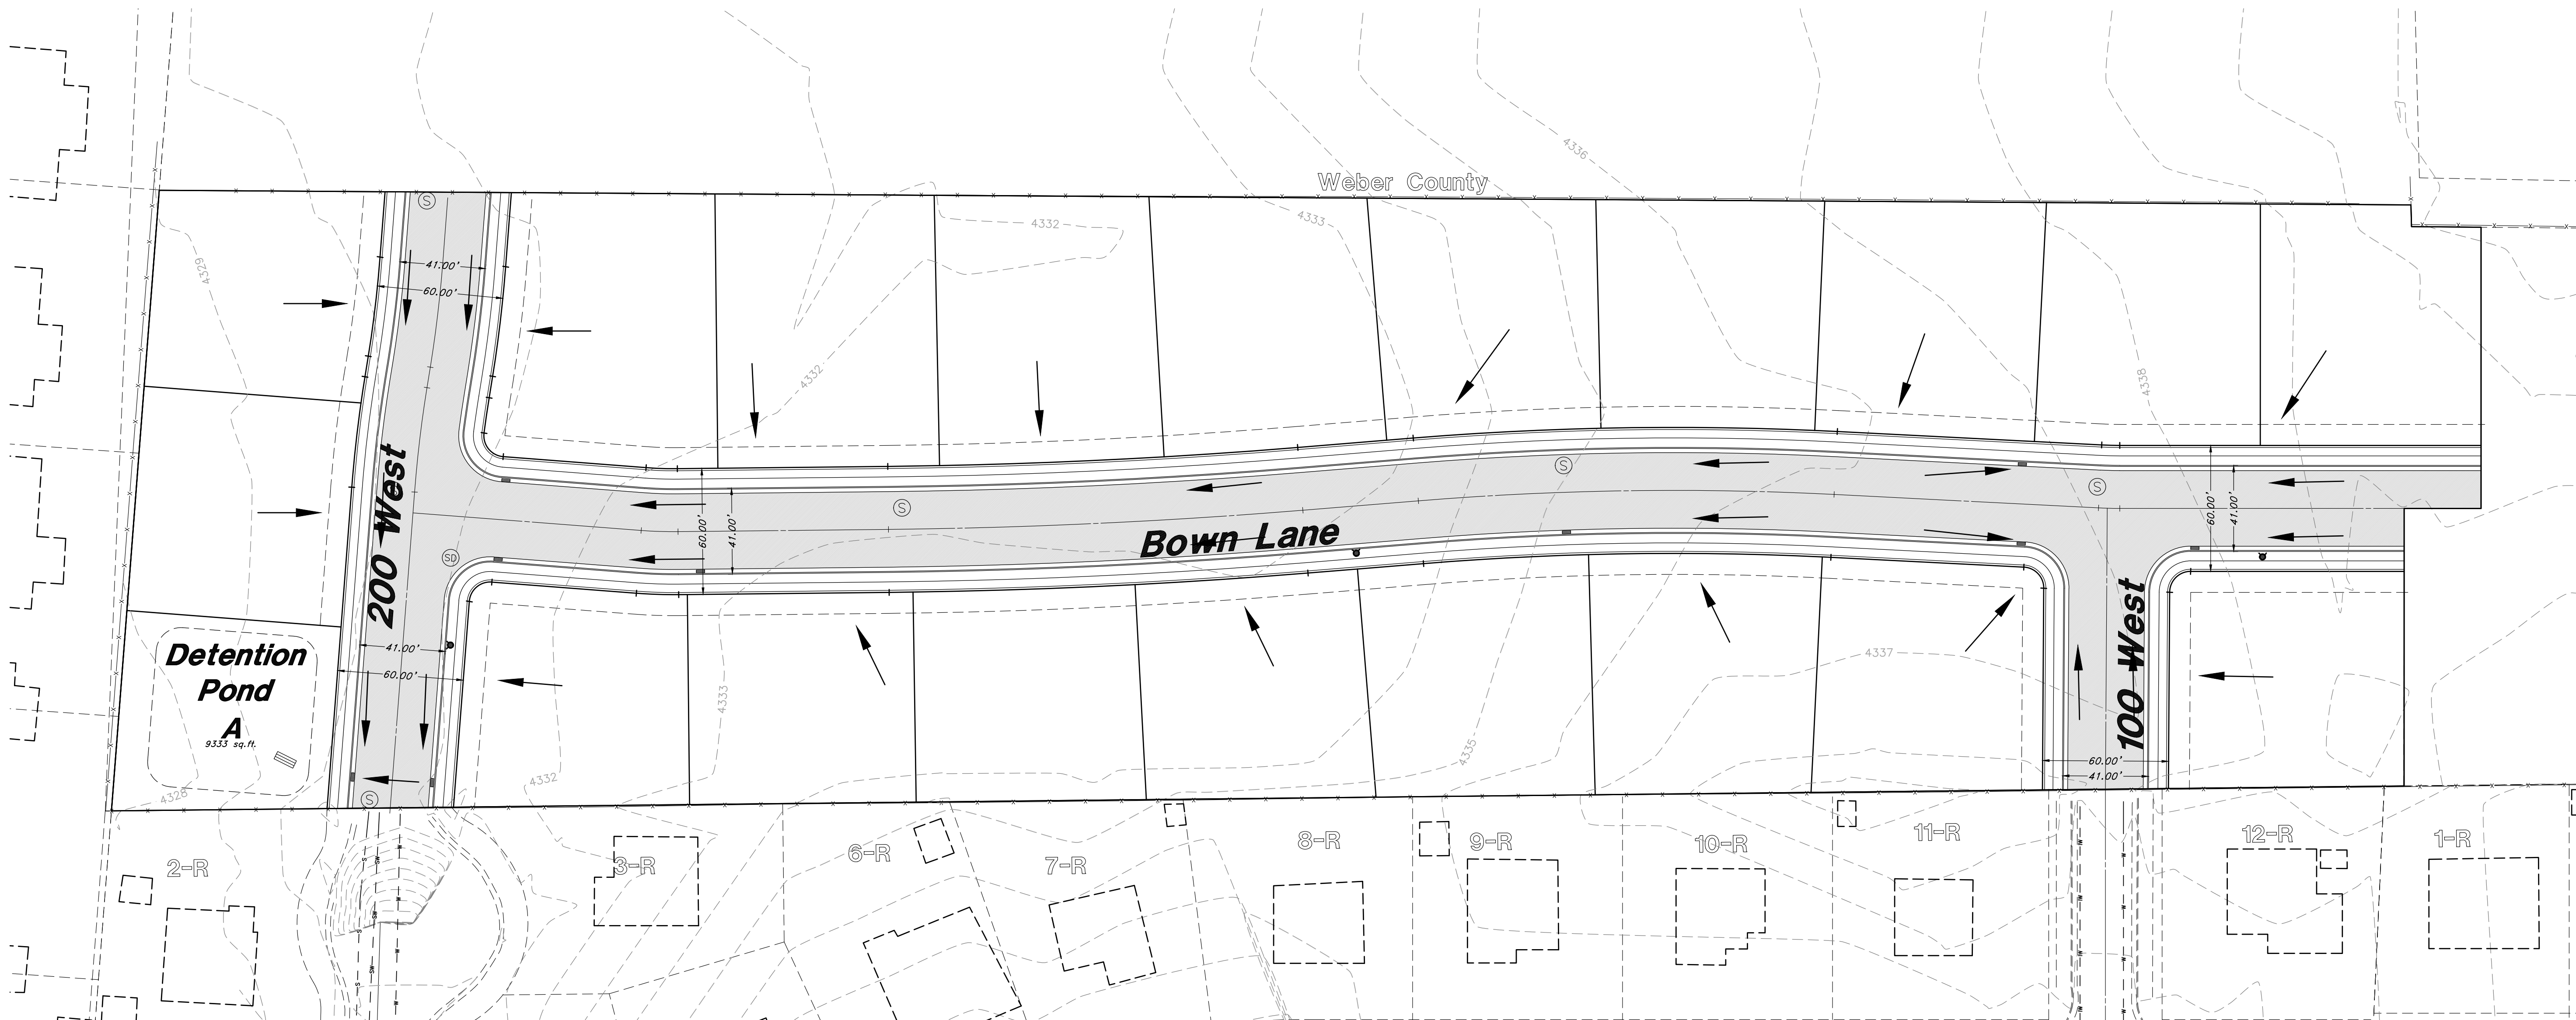 4336
Weber County
4329
4332
4333
41.00'
60.00'
4332
4338
200 West
Bown Lane
60.00'
41.00'
60.00'
41.00'
S
S
S
S
SD
Detention
Pond
A
9333 sq.ft.
41.00'
60.00'
4333
4337
100 West
4335
60.00'
41.00'
4332
4328
S
2-R
3-R
6-R
7-R
8-R
9-R
10-R
11-R
12-R
1-R